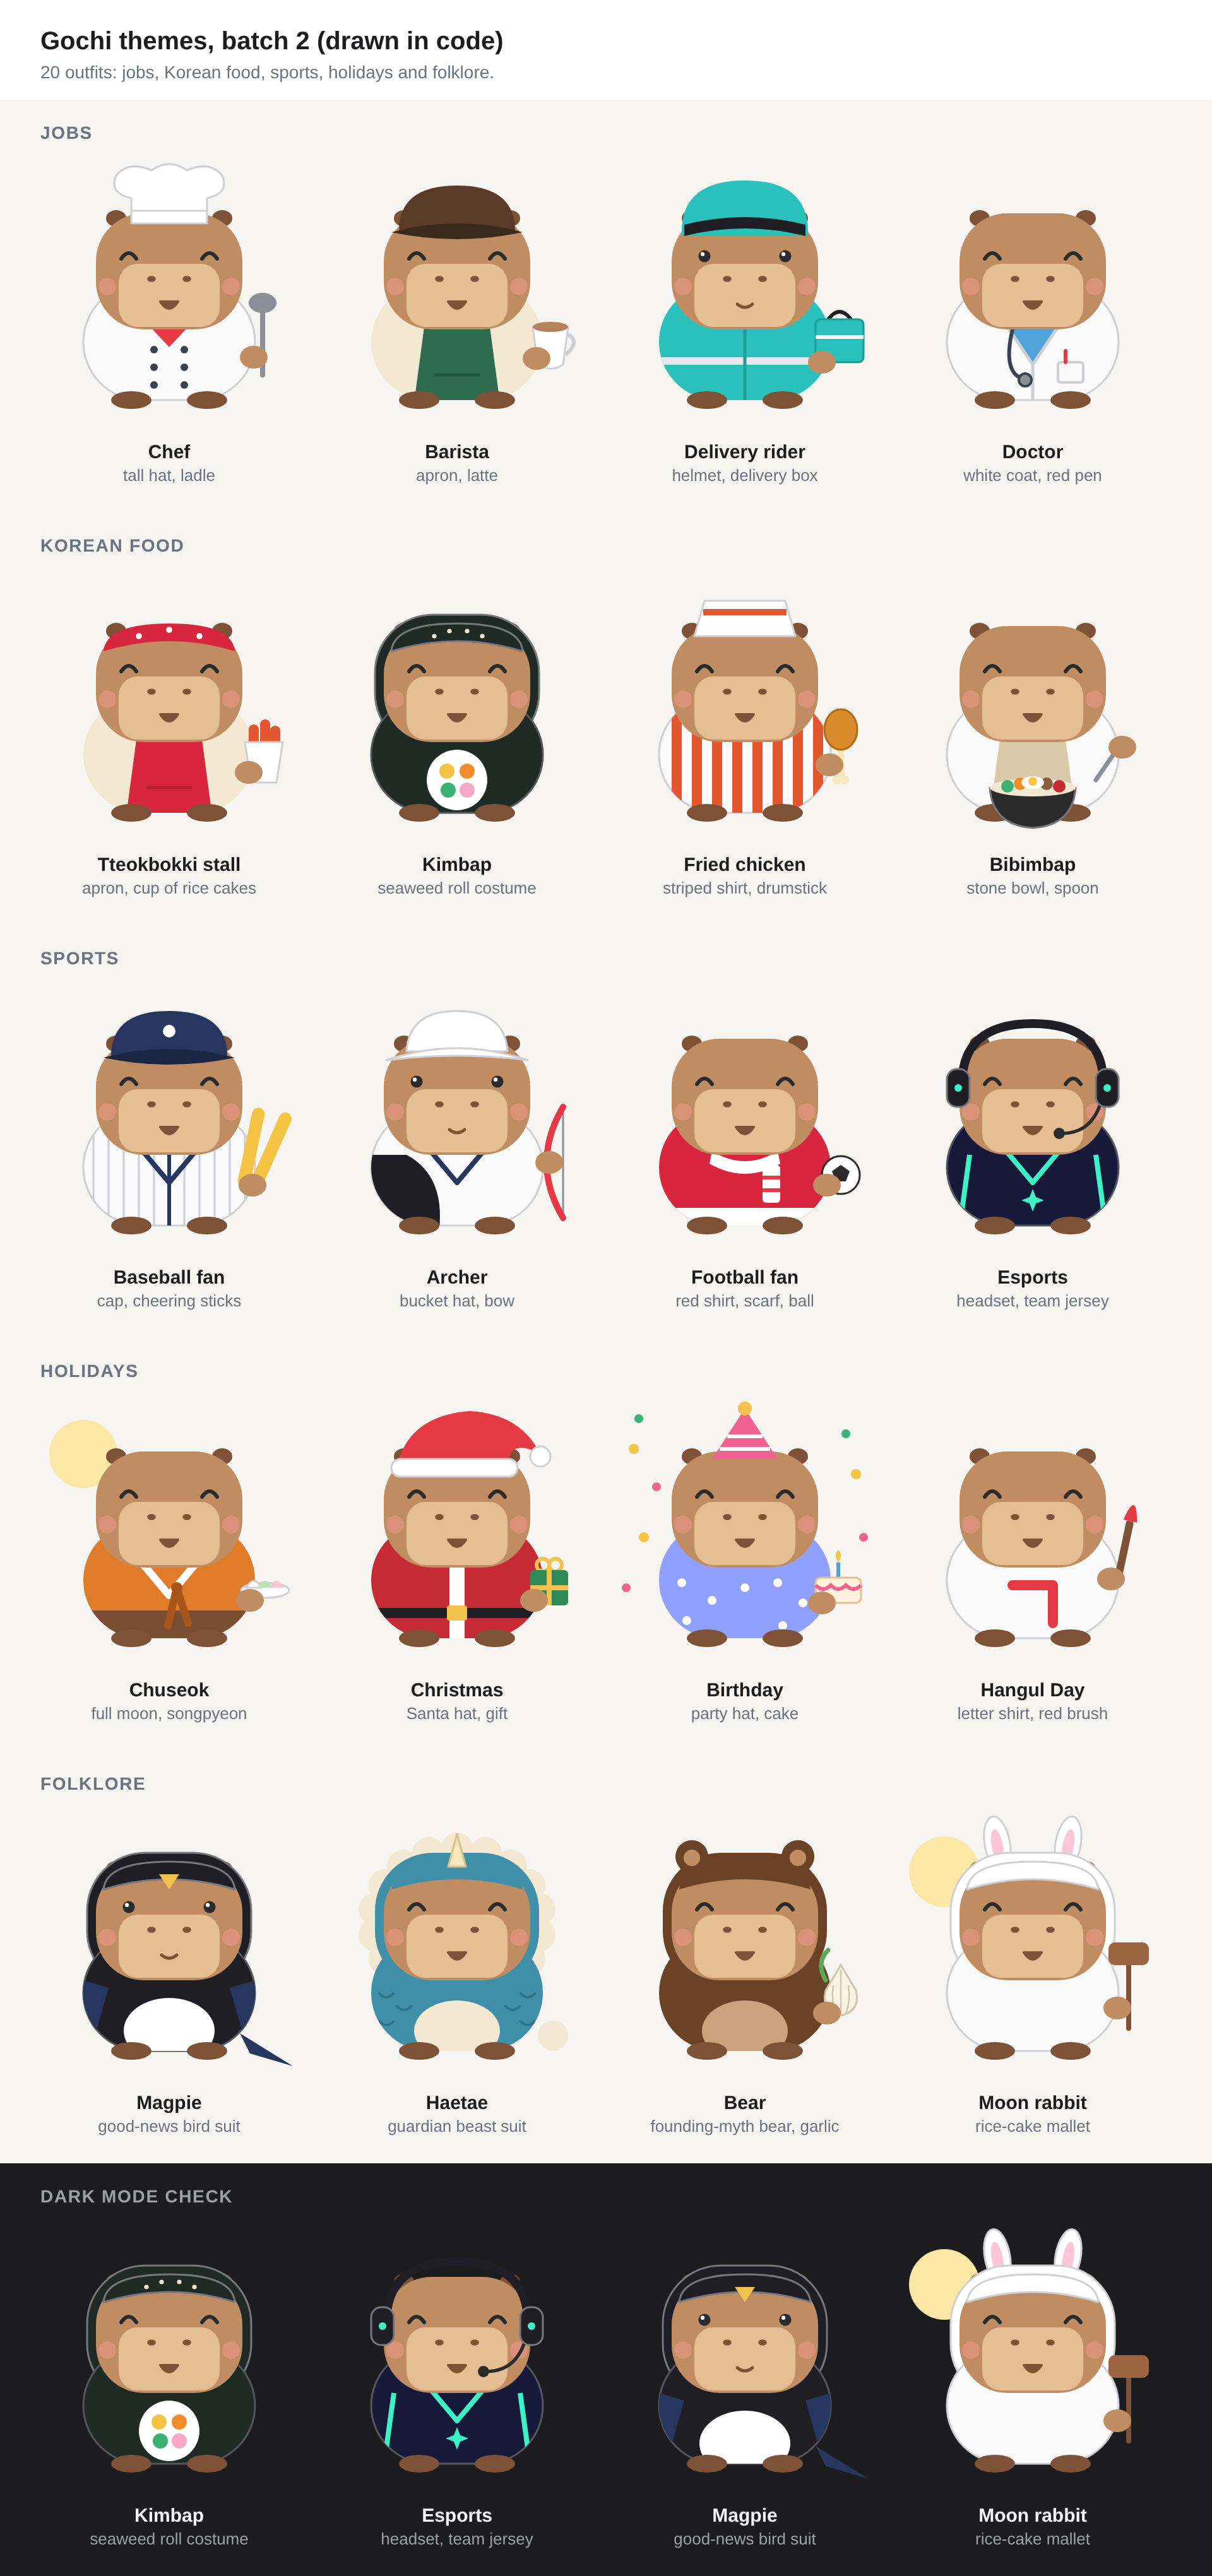 Gochi themes, batch 2 (drawn in code)
20 outfits: jobs, Korean food, sports, holidays and folklore.
JOBS
Chef
tall hat, ladle
Barista
apron, latte
Delivery rider
helmet, delivery box
Doctor
white coat, red pen
KOREAN FOOD
Tteokbokki stall
apron, cup of rice cakes
Kimbap
seaweed roll costume
Fried chicken
striped shirt, drumstick
Bibimbap
stone bowl, spoon
SPORTS
Baseball fan
cap, cheering sticks
Archer
bucket hat, bow
Football fan
red shirt, scarf, ball
Esports
headset, team jersey
HOLIDAYS
Chuseok
full moon, songpyeon
Christmas
Santa hat, gift
Birthday
party hat, cake
ㄱ
Hangul Day
letter shirt, red brush
FOLKLORE
Magpie
good-news bird suit
Haetae
guardian beast suit
Bear
founding-myth bear, garlic
Moon rabbit
rice-cake mallet
DARK MODE CHECK
Kimbap
seaweed roll costume
Esports
headset, team jersey
Magpie
good-news bird suit
Moon rabbit
rice-cake mallet